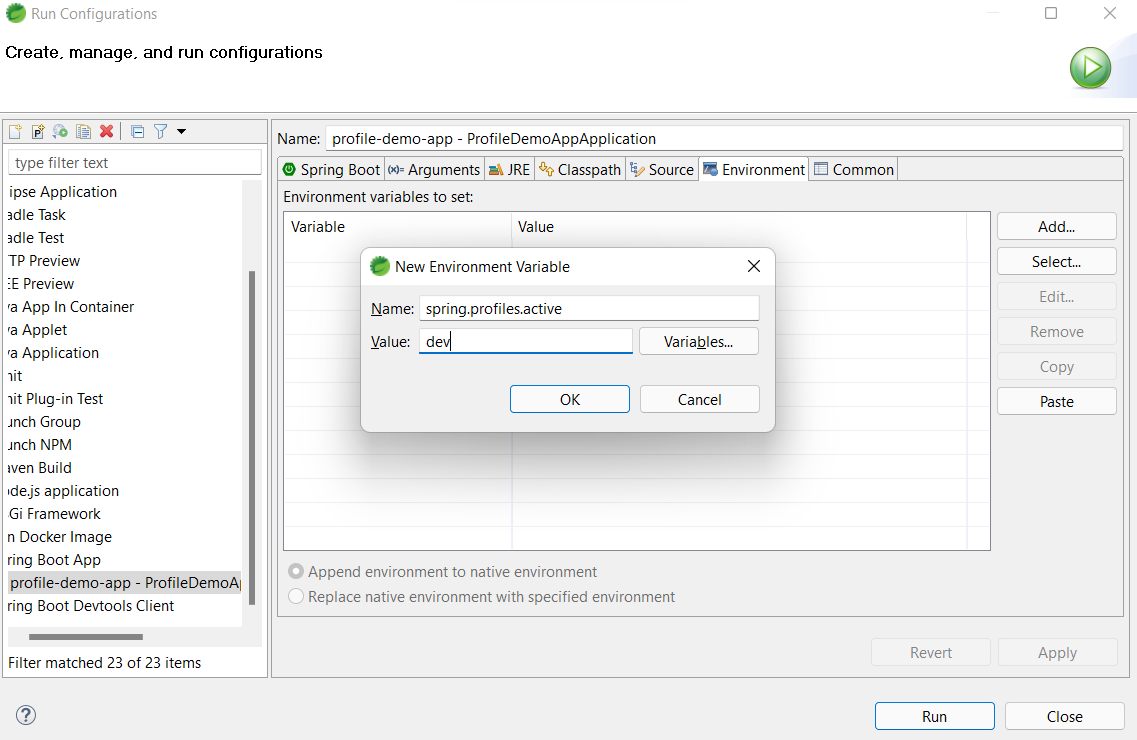 Run Configurations
Create, manage, and run configurations
type filter text
ipse Application
adle Task
adle Test
TP Preview
EE Preview
va App In Container
va Applet
va Application
nit
nit Plug-in Test
unch Group
unch NPM
aven Build
ode.js application
Gi Framework
n Docker Image
ring Boot App
profile-demo-app - ProfileDemoAp
ring Boot Devtools Client
Filter matched 23 of 23 items
Name: profile-demo-app - ProfileDemoAppApplication
Spring Boot (x)= Arguments JRE Classpath Source Environment Common
Environment variables to set:
Variable Value
Add...
Select...
Edit...
Remove
Copy
Paste
New Environment Variable
Name: spring.profiles.active
Value: dev Variables...
OK Cancel
Append environment to native environment
Replace native environment with specified environment
Revert Apply
? Run Close